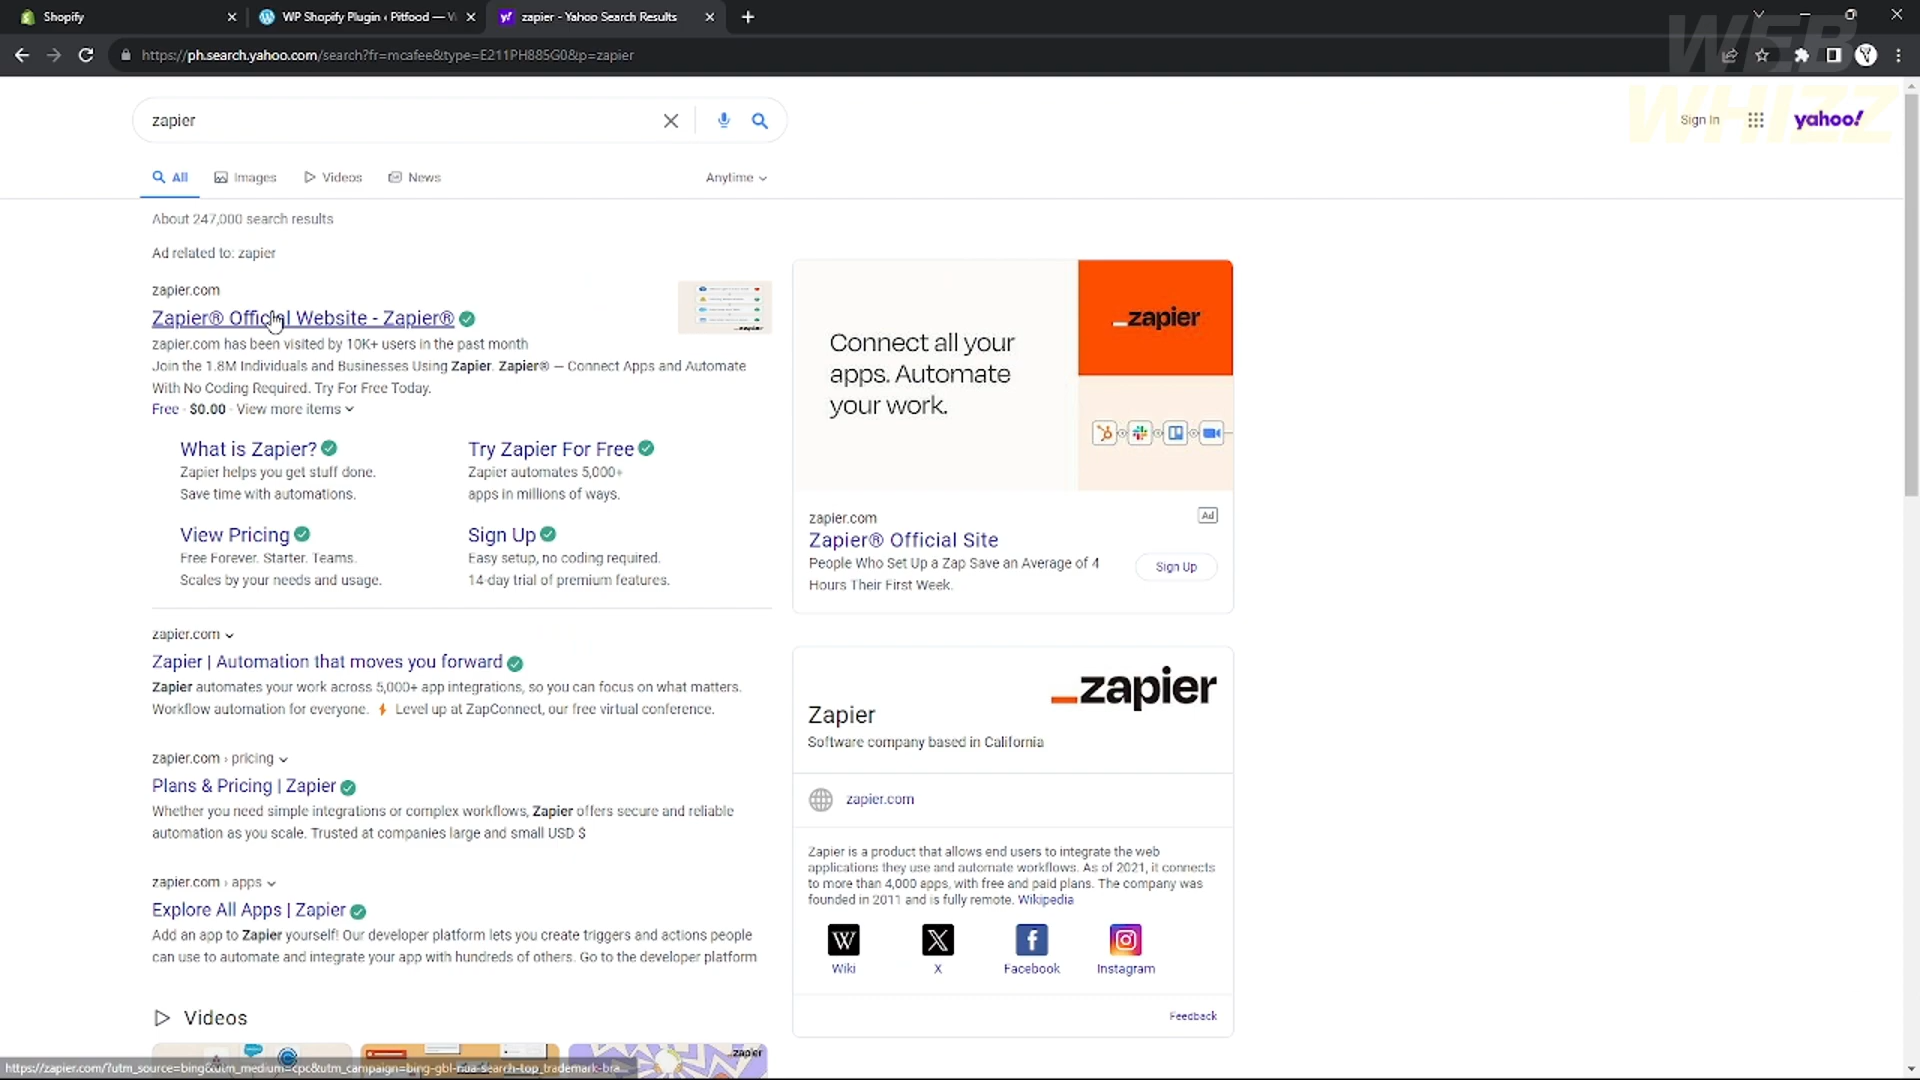 Shopify
WP Shopify Plugin ‹ Pitfood — W
zapier - Yahoo Search Results
https://ph.search.yahoo.com/search?fr=mcafee&type=E211PH885G0&p=zapier
WEB
WHIZZ
zapier
Sign In
yahoo!
All
Images
Videos
News
Anytime
About 247,000 search results
Ad related to: zapier
zapier.com
Zapier® Official Website - Zapier®
zapier.com has been visited by 10K+ users in the past month
Join the 1.8M Individuals and Businesses Using Zapier. Zapier® — Connect Apps and Automate
With No Coding Required. Try For Free Today.
Free · $0.00 · View more items
What is Zapier?
Zapier helps you get stuff done.
Save time with automations.
Try Zapier For Free
Zapier automates 5,000+
apps in millions of ways.
View Pricing
Free Forever. Starter. Teams.
Scales by your needs and usage.
Sign Up
Easy setup, no coding required.
14-day trial of premium features.
zapier.com
Zapier | Automation that moves you forward
Zapier automates your work across 5,000+ app integrations, so you can focus on what matters.
Workflow automation for everyone. ⚡ Level up at ZapConnect, our free virtual conference.
zapier.com › pricing
Plans & Pricing | Zapier
Whether you need simple integrations or complex workflows, Zapier offers secure and reliable
automation as you scale. Trusted at companies large and small USD $
zapier.com › apps
Explore All Apps | Zapier
Add an app to Zapier yourself! Our developer platform lets you create triggers and actions people
can use to automate and integrate your app with hundreds of others. Go to the developer platform
Videos
zapier
Connect all your
apps. Automate
your work.
zapier
zapier.com
Ad
Zapier® Official Site
People Who Set Up a Zap Save an Average of 4
Hours Their First Week.
Sign Up
zapier
Zapier
Software company based in California
zapier.com
Zapier is a product that allows end users to integrate the web
applications they use and automate workflows. As of 2021, it connects
to more than 4,000 apps, with free and paid plans. The company was
founded in 2011 and is fully remote. Wikipedia
Wiki
X
Facebook
Instagram
Feedback
https://zapier.com/?utm_source=bing&utm_medium=cpc&utm_campaign=bing-gbl-nua-search-top_trademark-bra...